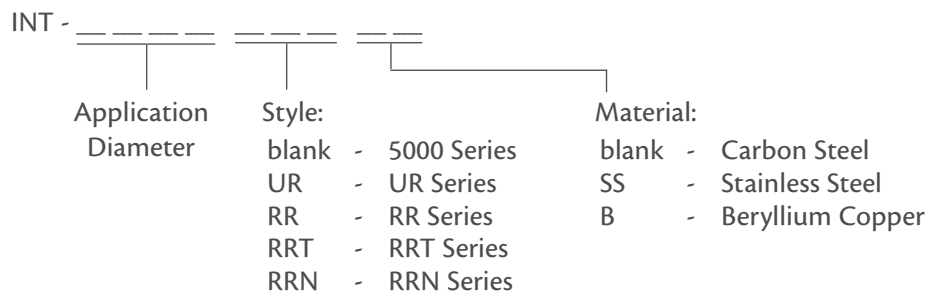 INT - __ __ __ __ __ __ __ __ __
Application Diameter
Style:
blank - 5000 Series
UR - UR Series
RR - RR Series
RRT - RRT Series
RRN - RRN Series
Material:
blank - Carbon Steel
SS - Stainless Steel
B - Beryllium Copper